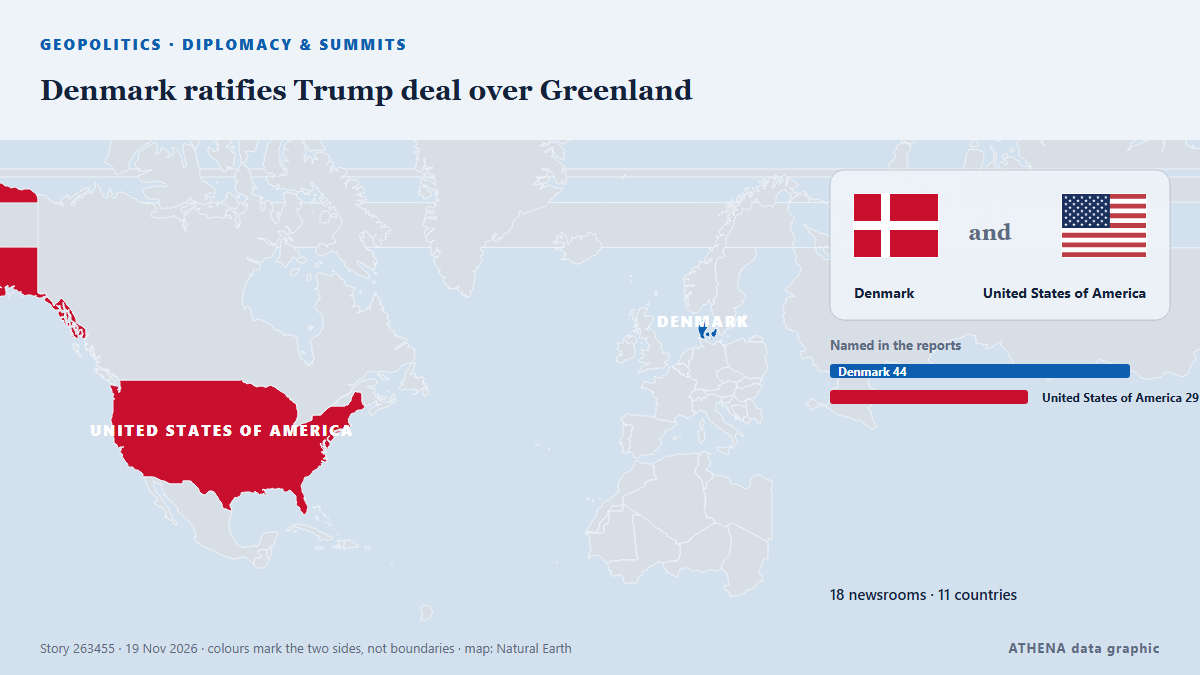 GEOPOLITICS · DIPLOMACY & SUMMITS
Denmark ratifies Trump deal over Greenland
and
Denmark
United States of America
DENMARK
UNITED STATES OF AMERICA
Named in the reports
Denmark 44
United States of America 29
18 newsrooms · 11 countries
Story 263455 · 19 Nov 2026 · colours mark the two sides, not boundaries · map: Natural Earth
ATHENA data graphic